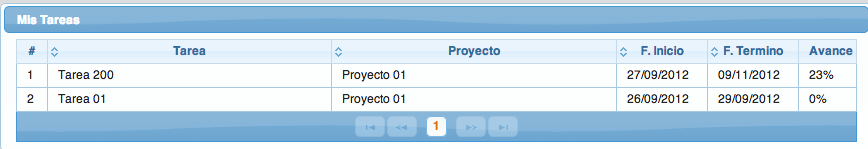 Mis Tareas
# Tarea Proyecto F. Inicio F. Termino Avance
1 Tarea 200 Proyecto 01 27/09/2012 09/11/2012 23%
2 Tarea 01 Proyecto 01 26/09/2012 29/09/2012 0%
1